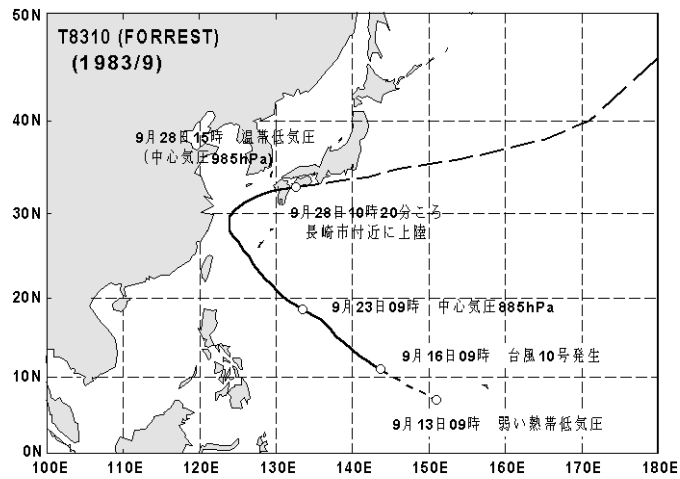 50N
T8310 (FORREST)
(1983/9)
40N
9月28日15時 温帯低気圧
(中心気圧985hPa)
30N
9月28日10時20分ころ
長崎市付近に上陸
20N
9月23日09時 中心気圧885hPa
9月16日09時 台風10号発生
10N
9月13日09時 弱い熱帯低気圧
0N
100E 110E 120E 130E 140E 150E 160E 170E 180E